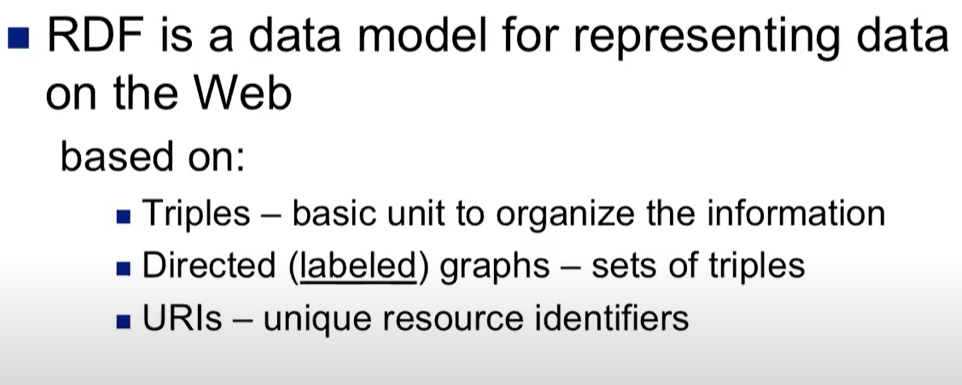 RDF is a data model for representing data
on the Web
based on:
Triples – basic unit to organize the information
Directed (labeled) graphs – sets of triples
URIs – unique resource identifiers